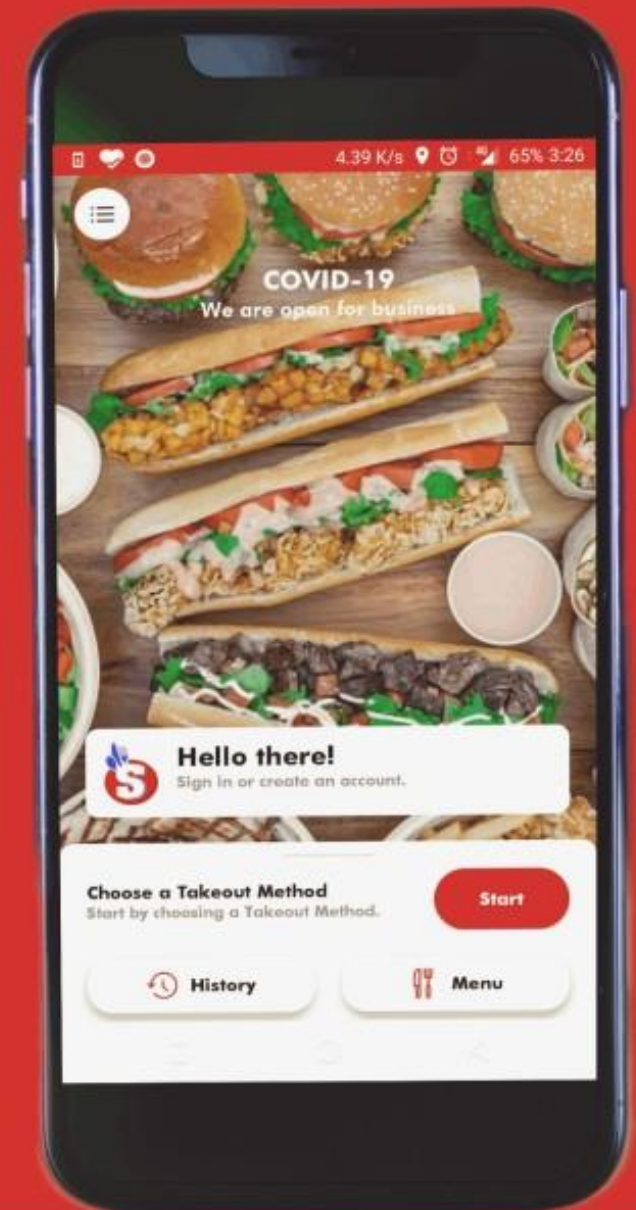 4.39 K/s 4G 65% 3:26
COVID-19
We are open for business
S
Hello there!
Sign in or create an account.
Choose a Takeout Method
Start by choosing a Takeout Method.
Start
History
Menu